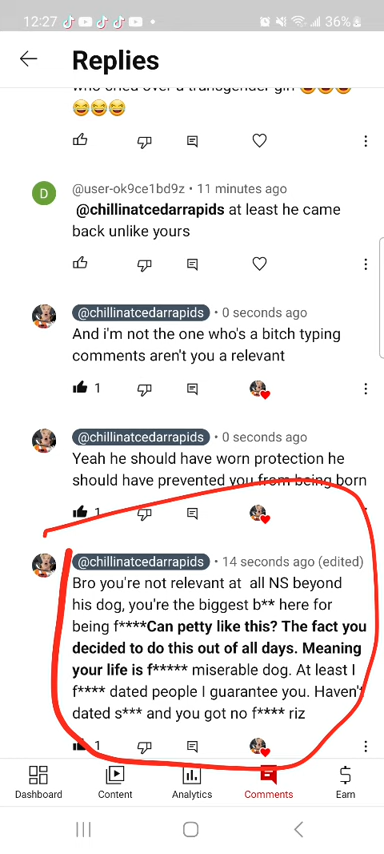 12:27
36%
Replies
who cried over a transgender girl 😂😂😂
😂😂😂
D
@user-ok9ce1bd9z • 11 minutes ago
@chillinatcedarrapids at least he came
back unlike yours
@chillinatcedarrapids • 0 seconds ago
And i'm not the one who's a bitch typing
comments aren't you a relevant
1
@chillinatcedarrapids • 0 seconds ago
Yeah he should have worn protection he
should have prevented you from being born
1
@chillinatcedarrapids • 14 seconds ago (edited)
Bro you're not relevant at all NS beyond
his dog, you're the biggest b** here for
being f****Can petty like this? The fact you
decided to do this out of all days. Meaning
your life is f***** miserable dog. At least I
f**** dated people I guarantee you. Haven't
dated s*** and you got no f**** riz
1
Dashboard Content Analytics Comments Earn